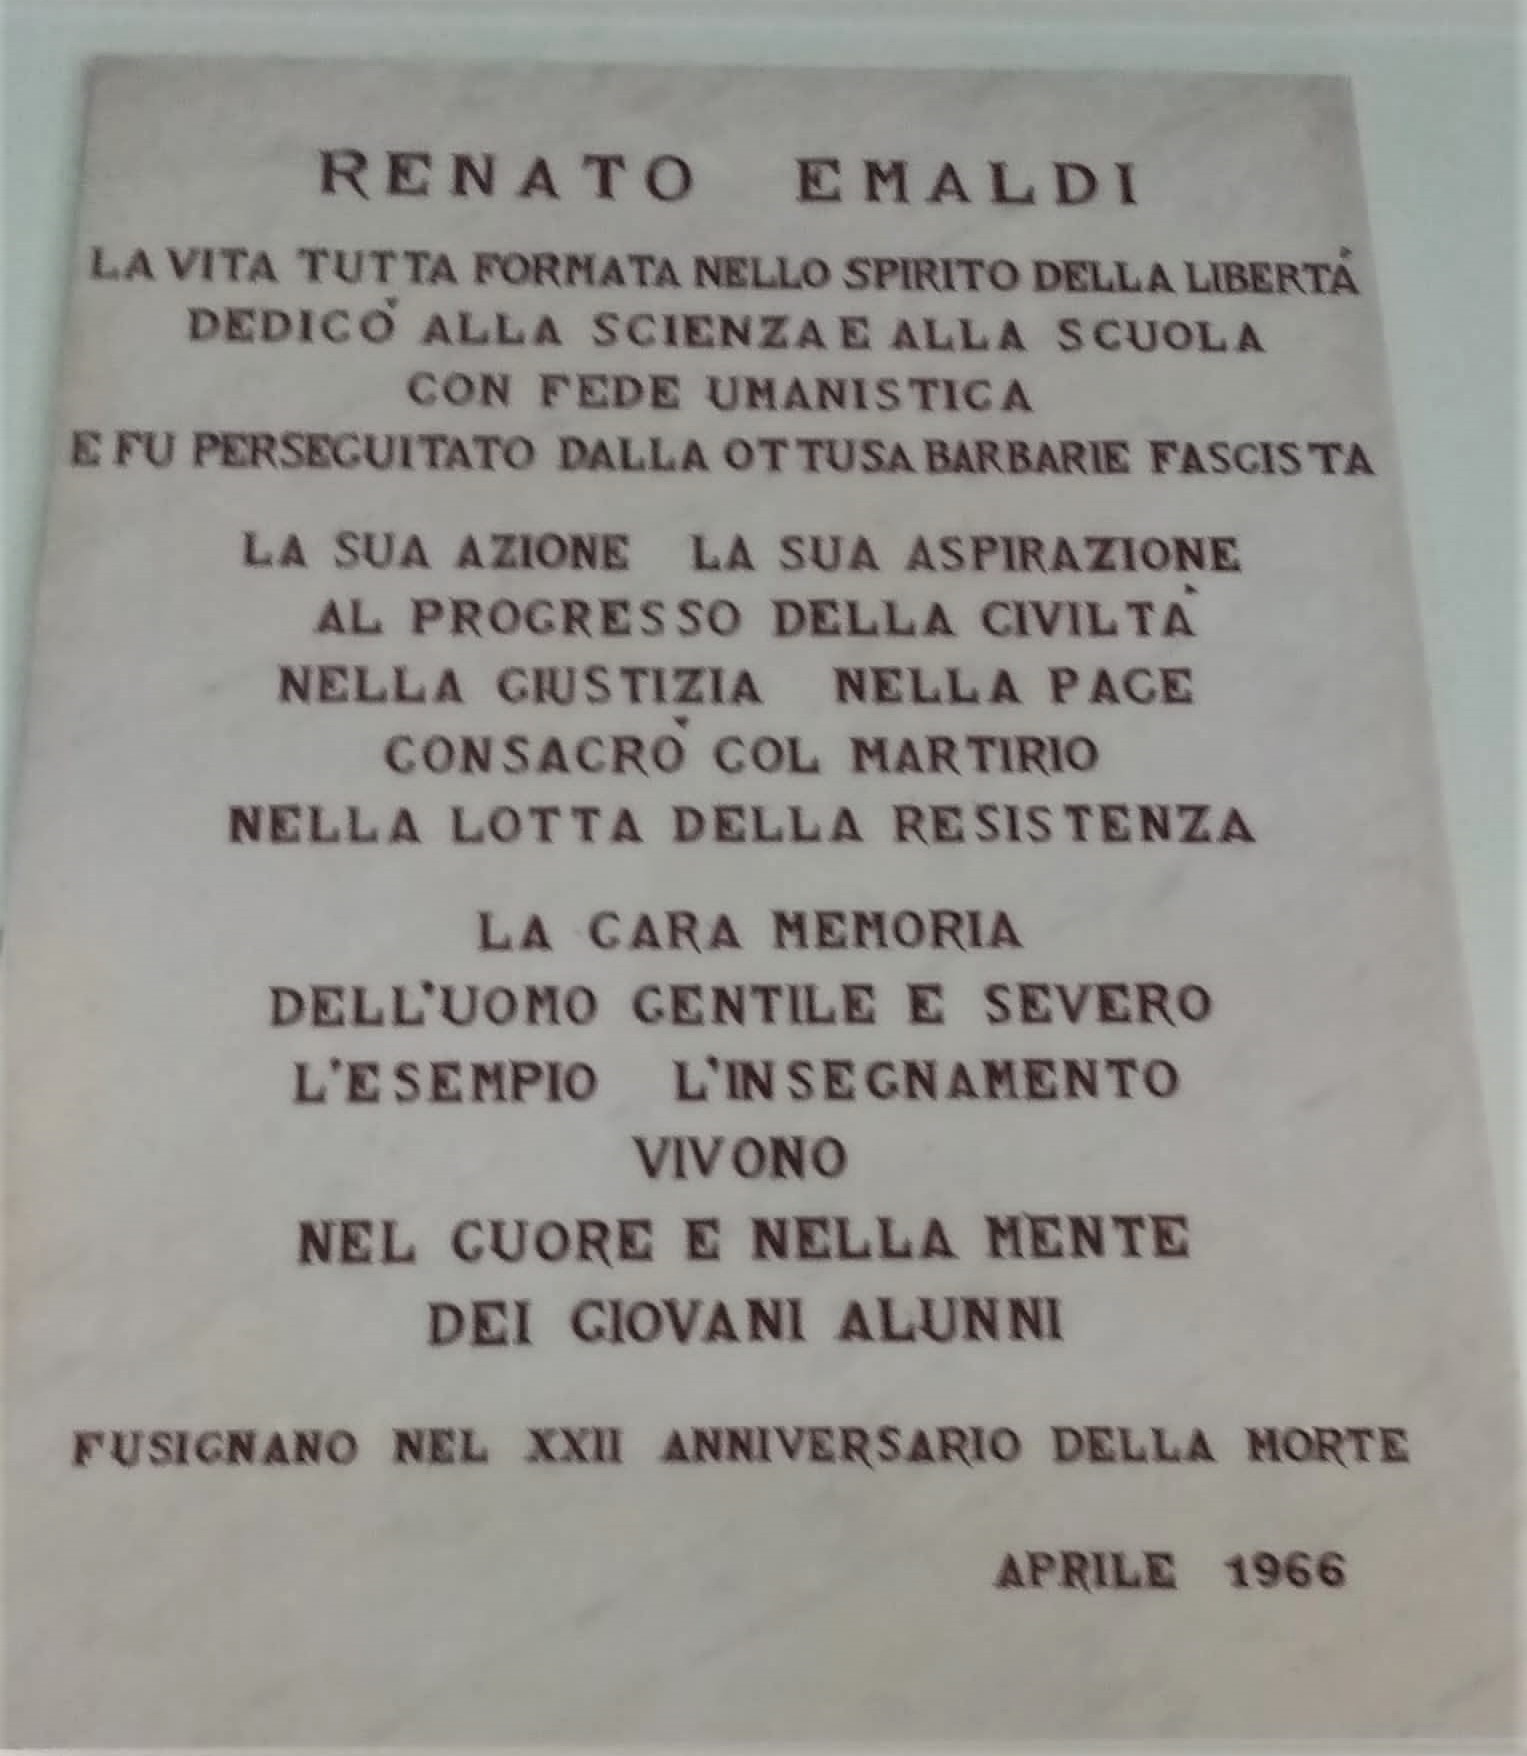 RENATO EMALDI
LA VITA TUTTA FORMATA NELLO SPIRITO DELLA LIBERTÀ
DEDICÒ ALLA SCIENZA E ALLA SCUOLA
CON FEDE UMANISTICA
E FU PERSEGUITATO DALLA OTTUSA BARBARIE FASCISTA
LA SUA AZIONE LA SUA ASPIRAZIONE
AL PROGRESSO DELLA CIVILTÀ
NELLA GIUSTIZIA NELLA PACE
CONSACRÒ COL MARTIRIO
NELLA LOTTA DELLA RESISTENZA
LA CARA MEMORIA
DELL'UOMO GENTILE E SEVERO
L'ESEMPIO L'INSEGNAMENTO
VIVONO
NEL CUORE E NELLA MENTE
DEI GIOVANI ALUNNI
FUSIGNANO NEL XXII ANNIVERSARIO DELLA MORTE
APRILE 1966